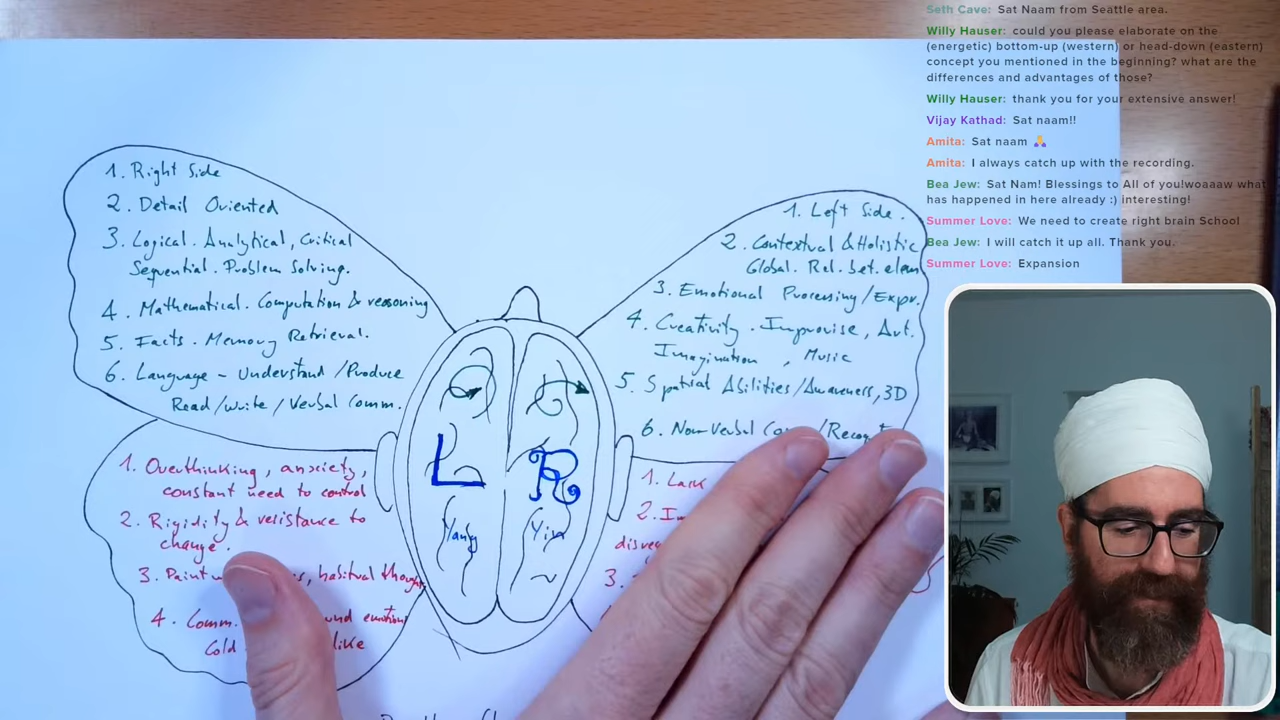 Seth Cave: Sat Naam from Seattle area.
Willy Hauser: could you please elaborate on the
(energetic) bottom-up (western) or head-down (eastern)
concept you mentioned in the beginning? what are the
differences and advantages of those?
Willy Hauser: thank you for your extensive answer!
Vijay Kathad: Sat naam!!
Amita: Sat naam 🙏
Amita: I always catch up with the recording.
Bea Jew: Sat Nam! Blessings to All of you!woaaaw what
has happened in here already :) interesting!
Summer Love: We need to create right brain School
Bea Jew: I will catch it up all. Thank you.
Summer Love: Expansion
1. Right Side
2. Detail Oriented
3. Logical. Analytical, Critical
Sequential. Problem Solving.
4. Mathematical. Computation & reasoning
5. Facts. Memory Retrieval.
6. Language - Understand / Produce
Read / Write / Verbal Comm.
1. Left Side.
2. Contextual & Holistic
Global. Rel. bet. elem
3. Emotional Processing / Expr.
4. Creativity. Improvise, Art.
Imagination, Music
5. Spatial Abilities / Awareness, 3D
6. Non-Verbal
L
R
Yang
Yin
1. Overthinking, anxiety,
constant need to control
2. Rigidity & resistance to
change.
3. habitual
4. Comm.
Cold like
1. Lack
2.
3.